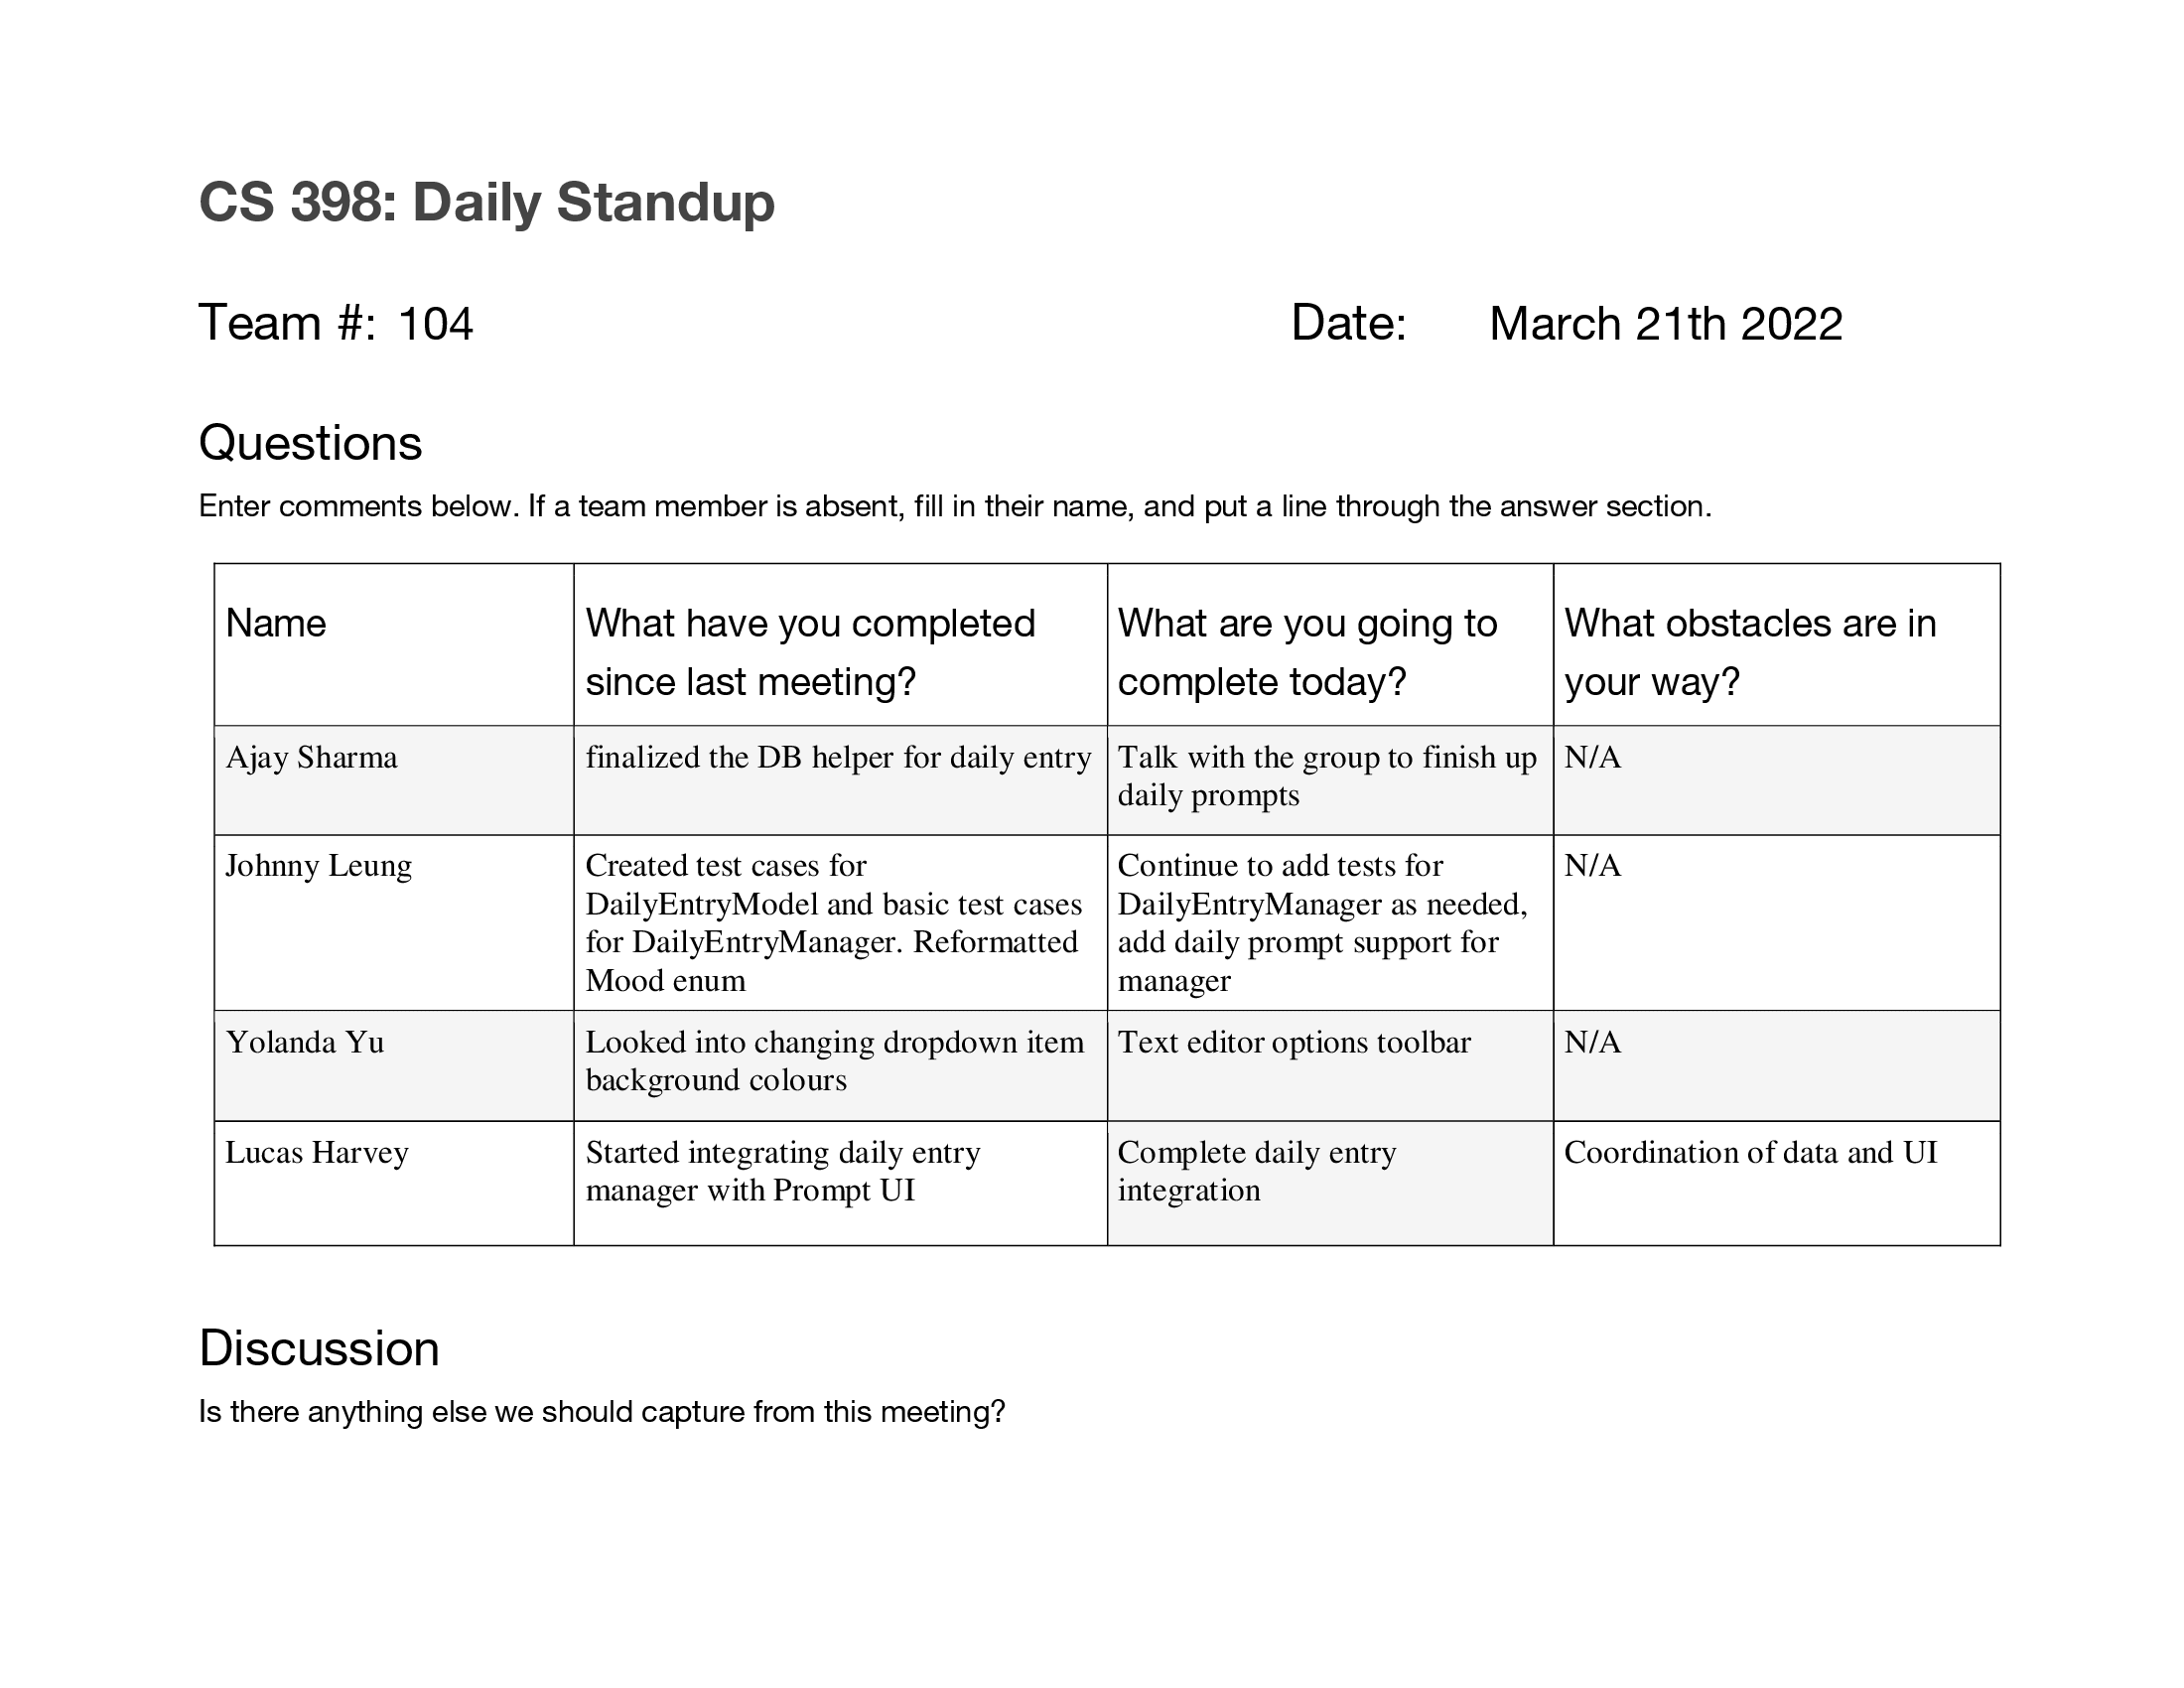 CS 398: Daily Standup
Team #: 104 Date: March 21th 2022
Questions
Enter comments below. If a team member is absent, fill in their name, and put a line through the answer section.
Name
What have you completed
since last meeting?
What are you going to
complete today?
What obstacles are in
your way?
Ajay Sharma
finalized the DB helper for daily entry
Talk with the group to finish up
daily prompts
N/A
Johnny Leung
Created test cases for
DailyEntryModel and basic test cases
for DailyEntryManager. Reformatted
Mood enum
Continue to add tests for
DailyEntryManager as needed,
add daily prompt support for
manager
N/A
Yolanda Yu
Looked into changing dropdown item
background colours
Text editor options toolbar
N/A
Lucas Harvey
Started integrating daily entry
manager with Prompt UI
Complete daily entry
integration
Coordination of data and UI
Discussion
Is there anything else we should capture from this meeting?